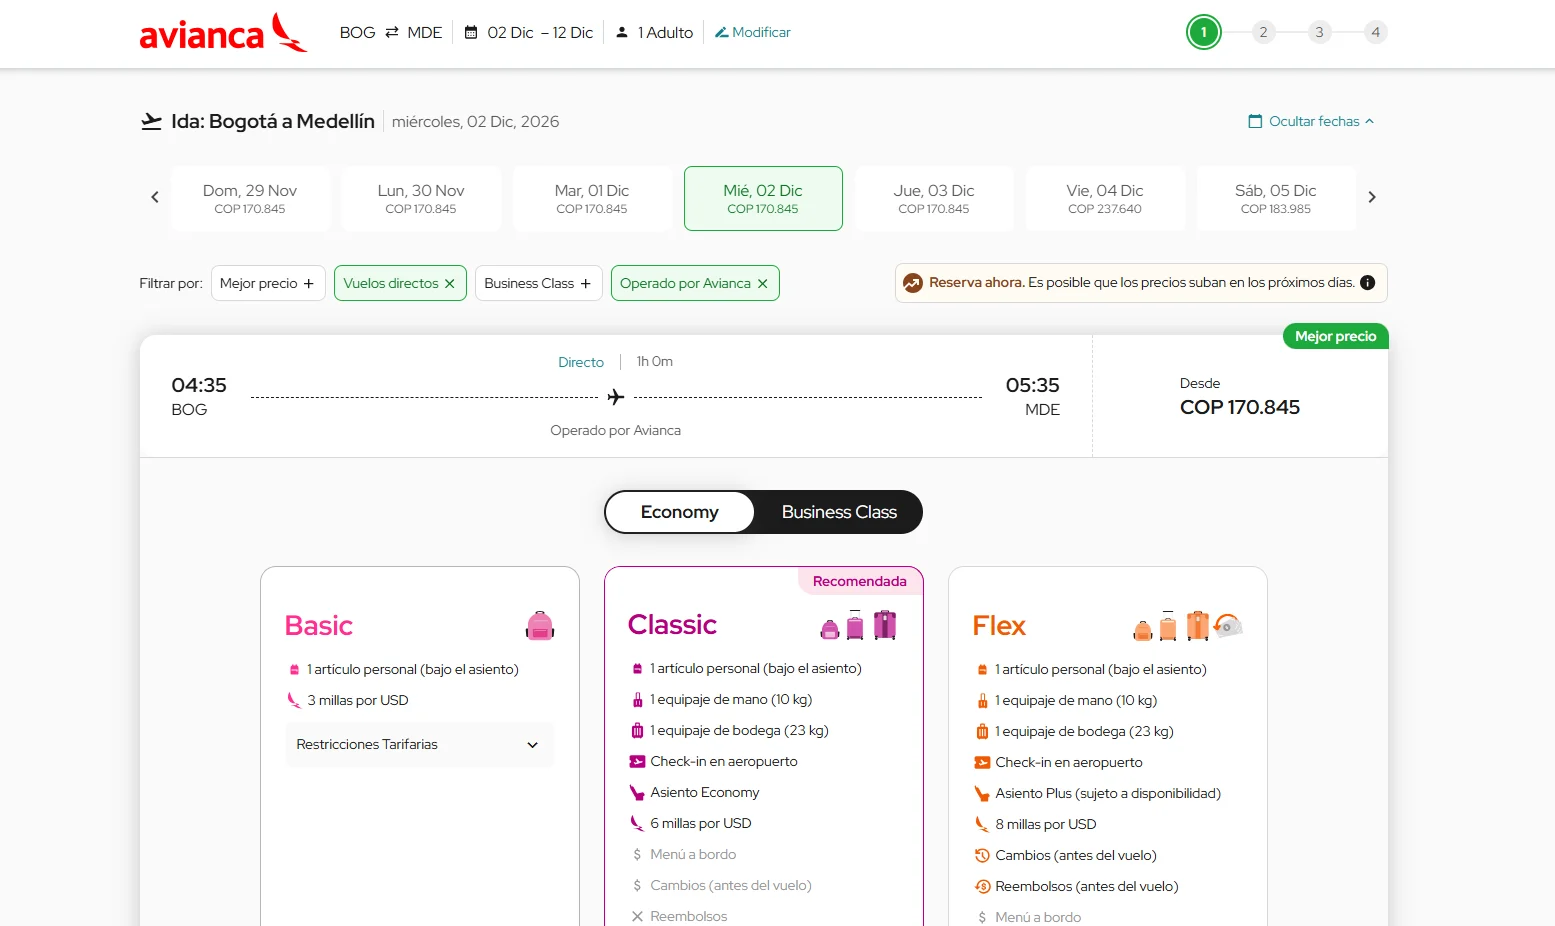 avianca BOG ⇄ MDE 02 Dic – 12 Dic 1 Adulto Modificar 1 2 3 4
Ida: Bogotá a Medellín miércoles, 02 Dic, 2026 Ocultar fechas
Dom, 29 Nov Lun, 30 Nov Mar, 01 Dic Mié, 02 Dic Jue, 03 Dic Vie, 04 Dic Sáb, 05 Dic
COP 170.845 COP 170.845 COP 170.845 COP 170.845 COP 170.845 COP 237.640 COP 183.985
Filtrar por: Mejor precio + Vuelos directos × Business Class + Operado por Avianca × Reserva ahora. Es posible que los precios suban en los próximos días.
Mejor precio
Directo 1h 0m
04:35 05:35 Desde
BOG MDE COP 170.845
Operado por Avianca
Economy Business Class
Basic
1 artículo personal (bajo el asiento)
3 millas por USD
Restricciones Tarifarias
Recomendada
Classic
1 artículo personal (bajo el asiento)
1 equipaje de mano (10 kg)
1 equipaje de bodega (23 kg)
Check-in en aeropuerto
Asiento Economy
6 millas por USD
$ Menú a bordo
$ Cambios (antes del vuelo)
Reembolsos
Flex
1 artículo personal (bajo el asiento)
1 equipaje de mano (10 kg)
1 equipaje de bodega (23 kg)
Check-in en aeropuerto
Asiento Plus (sujeto a disponibilidad)
8 millas por USD
Cambios (antes del vuelo)
Reembolsos (antes del vuelo)
$ Menú a bordo